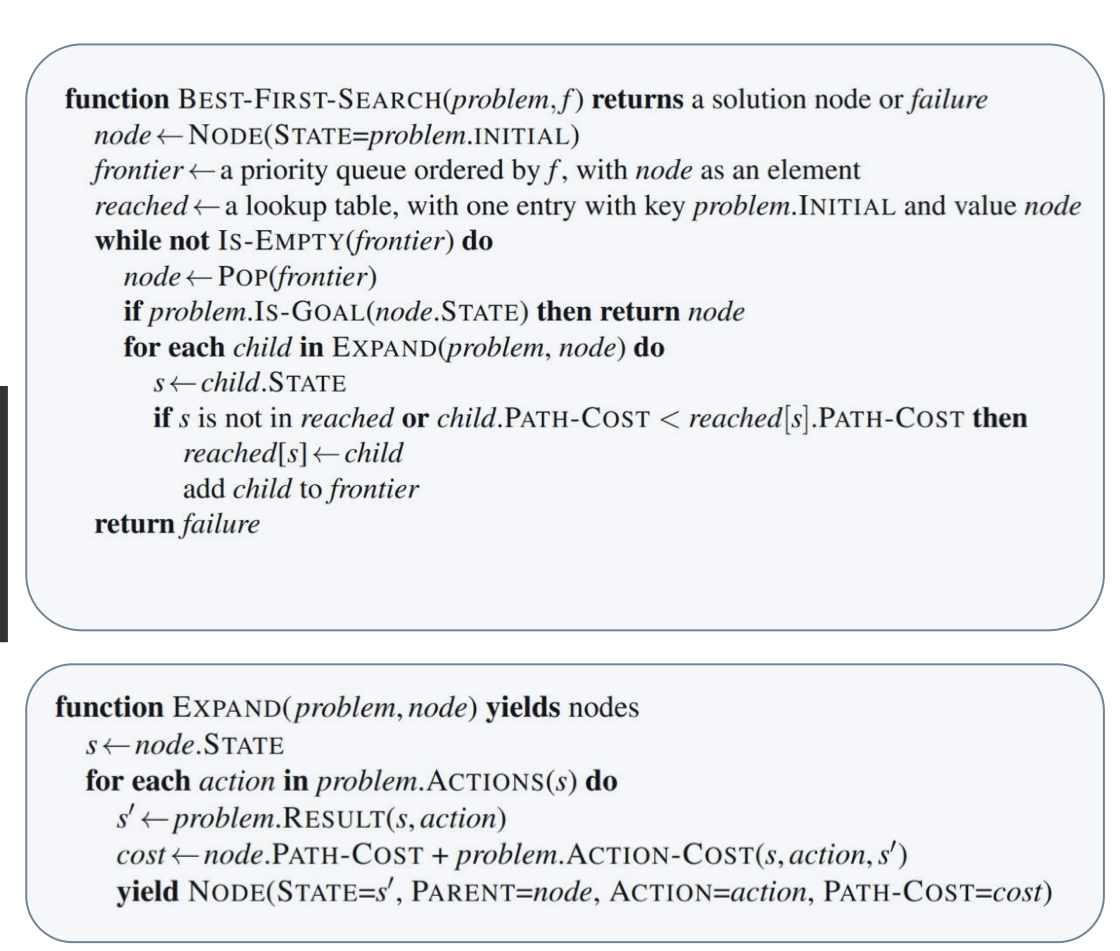 function BEST-FIRST-SEARCH(problem, f) returns a solution node or failure
node ← NODE(STATE=problem.INITIAL)
frontier ← a priority queue ordered by f, with node as an element
reached ← a lookup table, with one entry with key problem.INITIAL and value node
while not IS-EMPTY(frontier) do
node ← POP(frontier)
if problem.IS-GOAL(node.STATE) then return node
for each child in EXPAND(problem, node) do
s ← child.STATE
if s is not in reached or child.PATH-COST < reached[s].PATH-COST then
reached[s] ← child
add child to frontier
return failure
function EXPAND(problem, node) yields nodes
s ← node.STATE
for each action in problem.ACTIONS(s) do
s′ ← problem.RESULT(s, action)
cost ← node.PATH-COST + problem.ACTION-COST(s, action, s′)
yield NODE(STATE=s′, PARENT=node, ACTION=action, PATH-COST=cost)